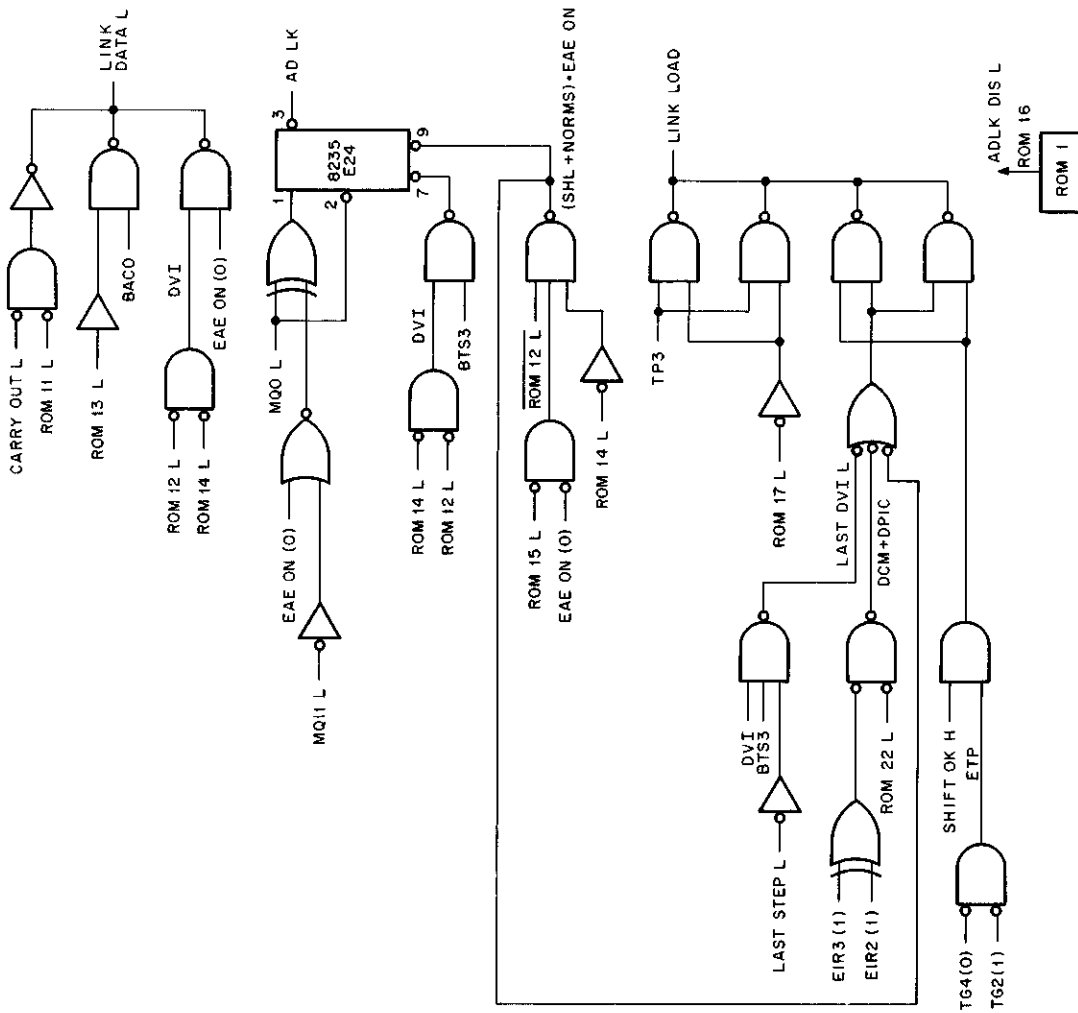 CARRY OUT L
ROM 11 L
ROM 13 L
BACO
ROM 12 L
ROM 14 L
DVI
EAE ON (0)
LINK
DATA L
MQ0 L
EAE ON (0)
MQ11 L
1
2
3
8235
E24
7
9
AD LK
ROM 14 L
ROM 12 L
DVI
BTS3
ROM 15 L
EAE ON (0)
ROM 12 L
ROM 14 L
(SHL + NORMS) • EAE ON
TP3
ROM 17 L
LINK LOAD
DVI
BTS3
LAST STEP L
LAST DVI L
EIR3 (1)
EIR2 (1)
ROM 22 L
DCM+DPIC
SHIFT OK H
ETP
TG4(0)
TG2(1)
ADLK DIS L
ROM 16
ROM 1